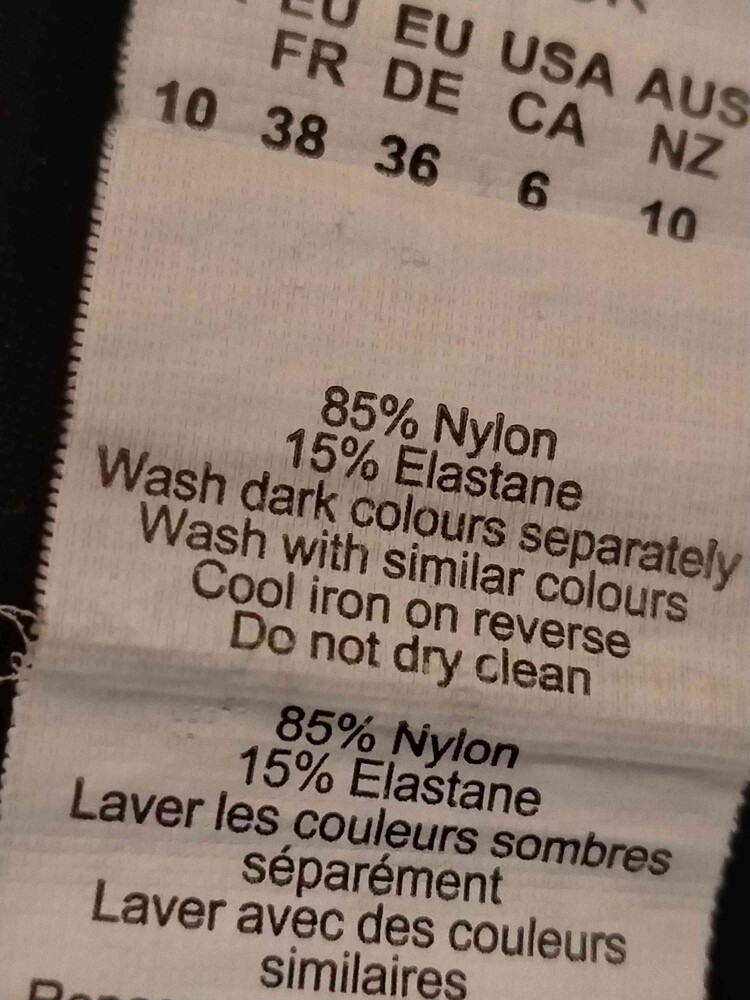 EU EU USA AUS
FR DE CA NZ
10 38 36 6 10
85% Nylon
15% Elastane
Wash dark colours separately
Wash with similar colours
Cool iron on reverse
Do not dry clean
85% Nylon
15% Elastane
Laver les couleurs sombres
séparément
Laver avec des couleurs
similaires